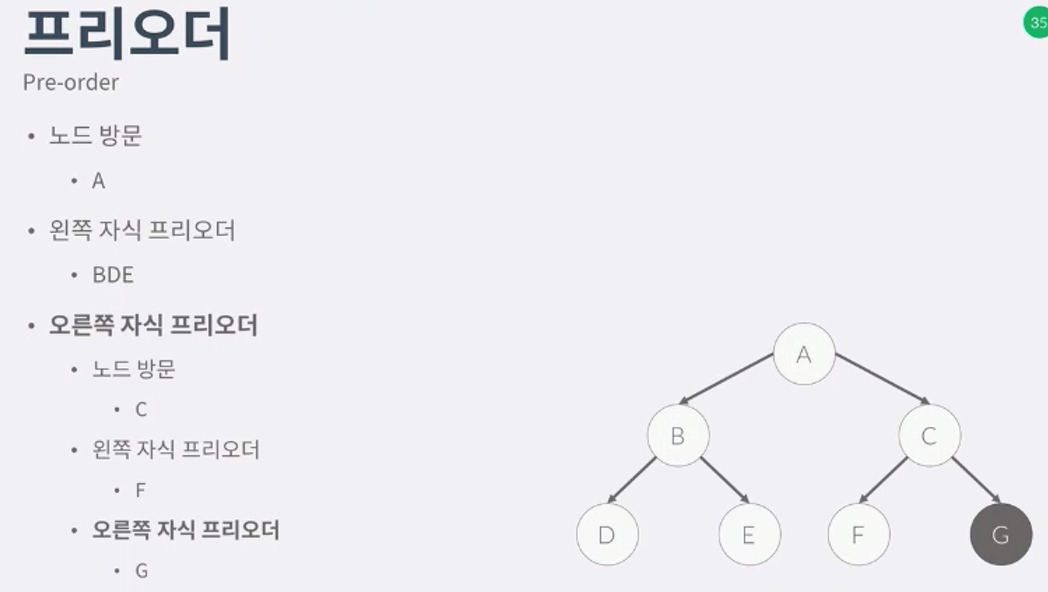 프리오더
35
Pre-order
• 노드 방문
• A
• 왼쪽 자식 프리오더
• BDE
• 오른쪽 자식 프리오더
• 노드 방문
• C
• 왼쪽 자식 프리오더
• F
• 오른쪽 자식 프리오더
• G
A
B
C
D
E
F
G